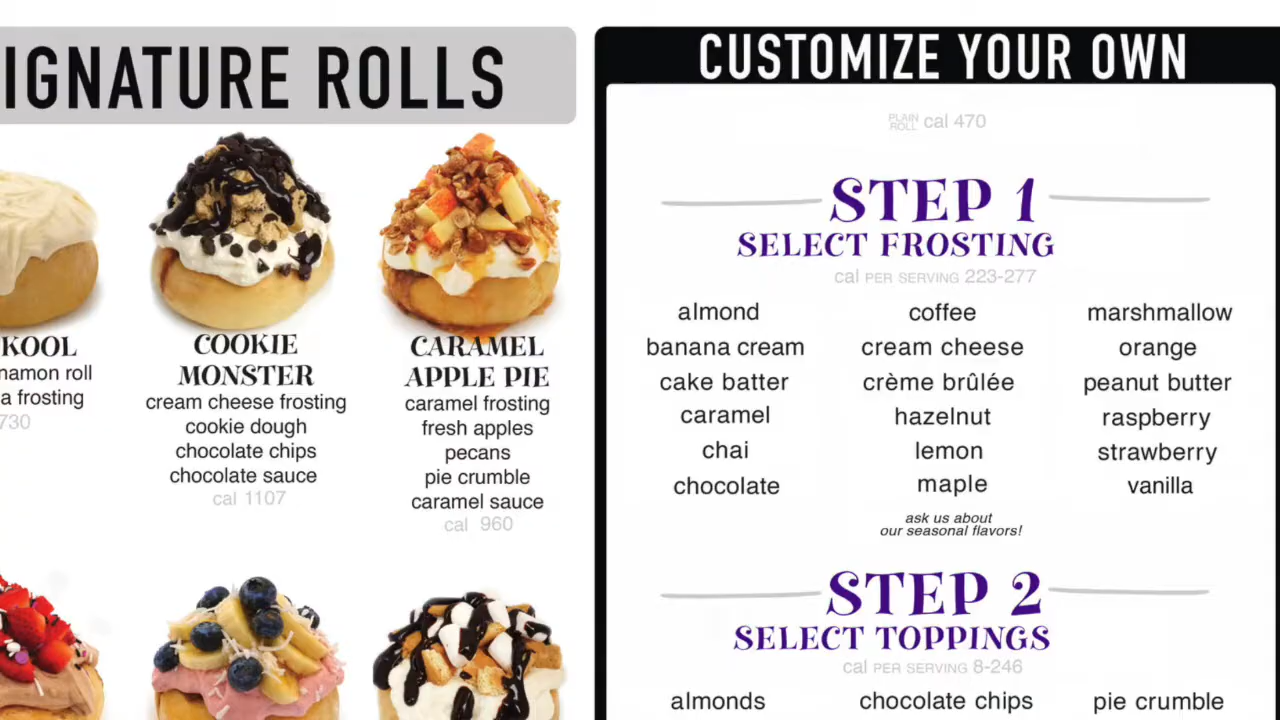 IGNATURE ROLLS
KOOL
namon roll
a frosting
730
COOKIE
MONSTER
cream cheese frosting
cookie dough
chocolate chips
chocolate sauce
cal 1107
CARAMEL
APPLE PIE
caramel frosting
fresh apples
pecans
pie crumble
caramel sauce
cal 960
CUSTOMIZE YOUR OWN
PLAIN
ROLL cal 470
STEP 1
SELECT FROSTING
cal PER SERVING 223-277
almond
banana cream
cake batter
caramel
chai
chocolate
coffee
cream cheese
crème brûlée
hazelnut
lemon
maple
marshmallow
orange
peanut butter
raspberry
strawberry
vanilla
ask us about
our seasonal flavors!
STEP 2
SELECT TOPPINGS
cal PER SERVING 8-246
almonds
chocolate chips
pie crumble